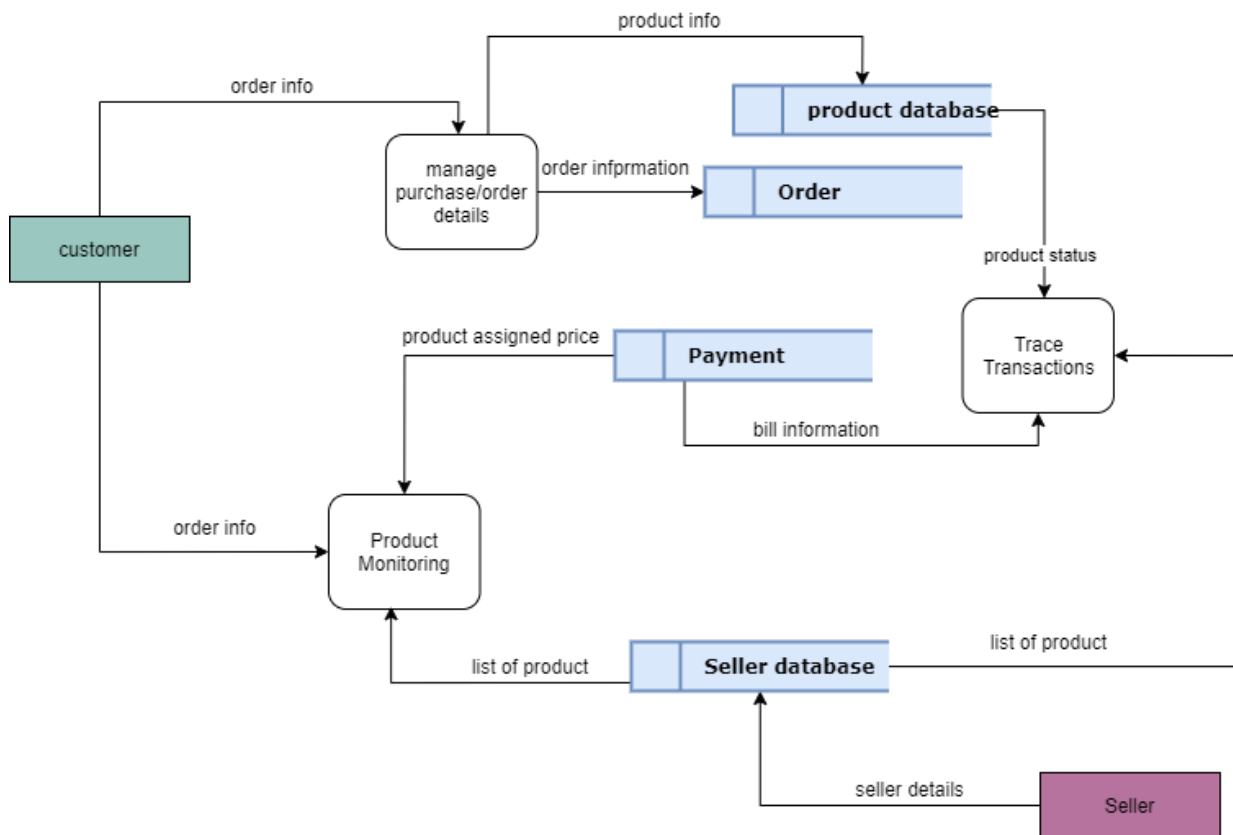 product info
order info
product database
manage
purchase/order
details
order infprmation
Order
customer
product status
product assigned price
Payment
Trace
Transactions
bill information
order info
Product
Monitoring
list of product
Seller database
list of product
seller details
Seller